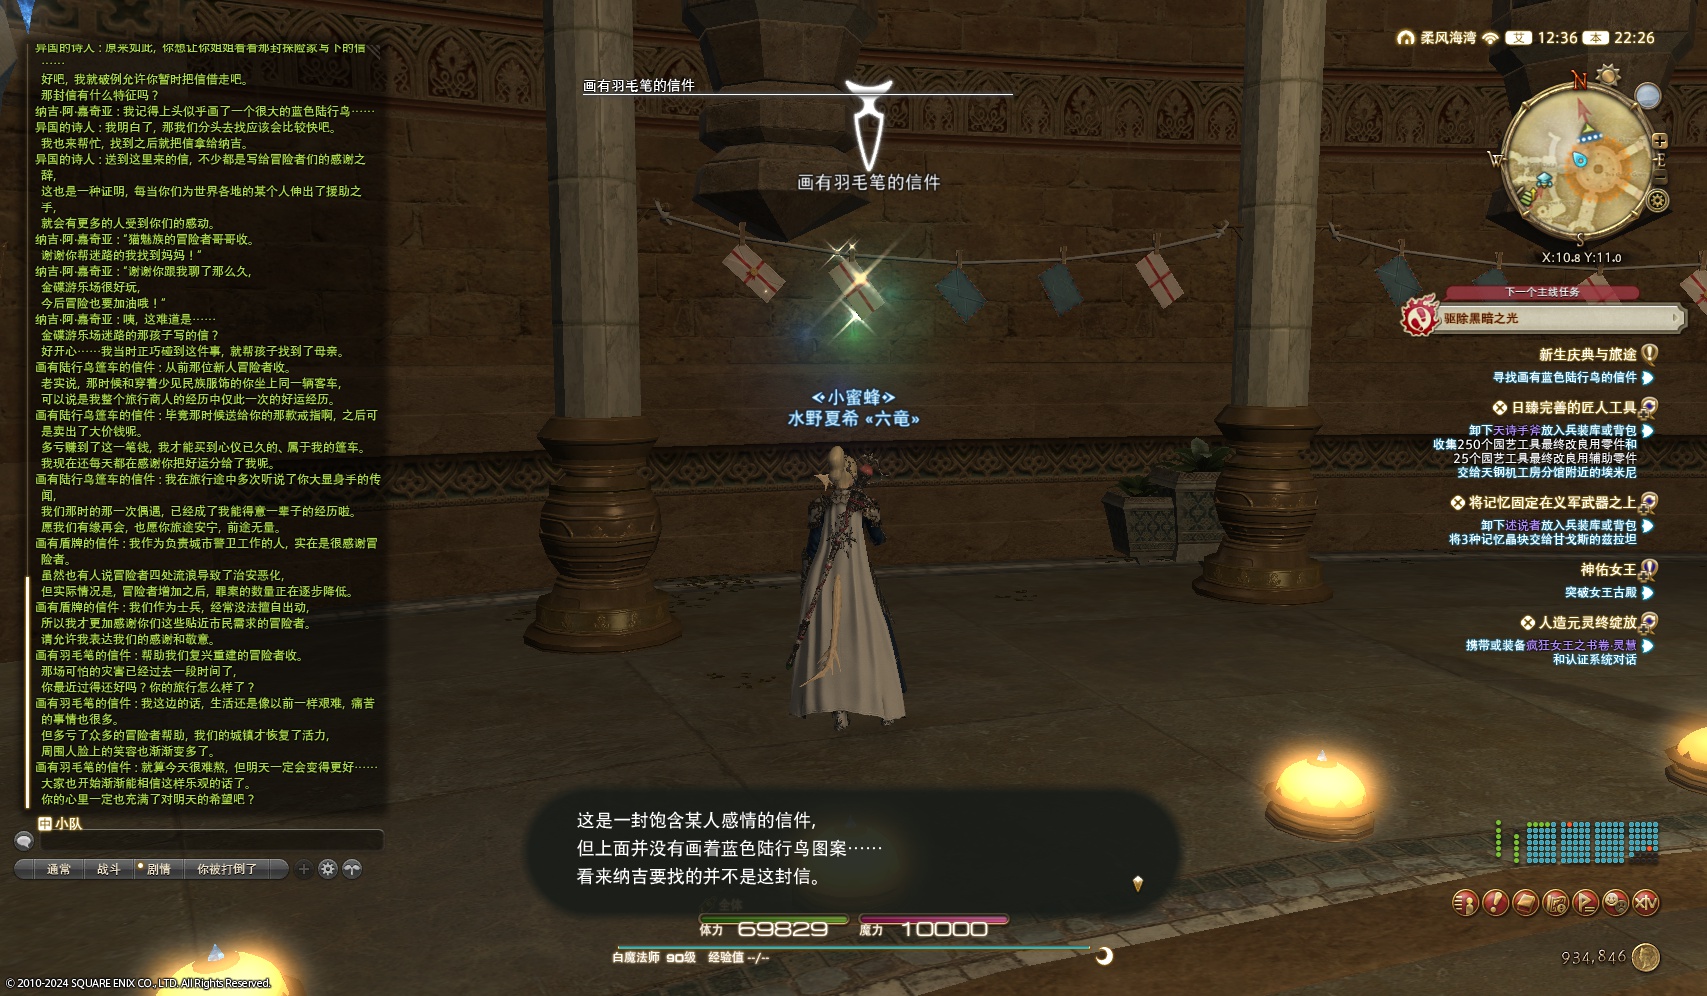 异国的诗人：原来如此，你想让你姐姐看看那封探险家写下的信
……
好吧，我就破例允许你暂时把信借走吧。
那封信有什么特征吗？
纳吉·阿·嘉奇亚：我记得上头似乎画了一个很大的蓝色陆行鸟……
异国的诗人：我明白了，那我们分头去找应该会比较快吧。
我也来帮忙，找到之后就把信拿给纳吉。
异国的诗人：送到这里来的信，不少都是写给冒险者们的感谢之
辞，
这也是一种证明，每当你们为世界各地的某个人伸出了援助之
手，
就会有更多的人受到你们的感动。
纳吉·阿·嘉奇亚：“猫魅族的冒险者哥哥收。
谢谢你帮迷路的我找到妈妈！”
纳吉·阿·嘉奇亚：“谢谢你跟我聊了那么久，
金碟游乐场很好玩，
今后冒险也要加油哦！”
纳吉·阿·嘉奇亚：咦，这难道是……
金碟游乐场迷路的那孩子写的信？
好开心……我当时正巧碰到这件事，就帮孩子找到了母亲。
画有陆行鸟篷车的信件：从前那位新人冒险者收。
老实说，那时候和穿着少见民族服饰的你坐上同一辆客车，
可以说是我整个旅行商人的经历中仅此一次的好运经历。
画有陆行鸟篷车的信件：毕竟那时候送给你的那款戒指啊，之后可
是卖出了大价钱呢。
多亏赚到了这一笔钱，我才能买到心仪已久的、属于我的篷车。
我现在还每天都在感谢你把好运分给了我呢。
画有陆行鸟篷车的信件：我在旅行途中多次听说了你大显身手的传
闻，
我们那时的那一次偶遇，已经成了我能得意一辈子的经历啦。
愿我们有缘再会，也愿你旅途安宁，前途无量。
画有盾牌的信件：我作为负责城市警卫工作的人，实在是很感谢冒
险者。
虽然也有人说冒险者四处流浪导致了治安恶化，
但实际情况是，冒险者增加之后，罪案的数量正在逐步降低。
画有盾牌的信件：我们作为士兵，经常没法擅自出动，
所以我才更加感谢你们这些贴近市民需求的冒险者。
请允许我表达我们的感谢和敬意。
画有羽毛笔的信件：帮助我们复兴重建的冒险者收。
那场可怕的灾害已经过去一段时间了，
你最近过得还好吗？你的旅行怎么样了？
画有羽毛笔的信件：我这边的话，生活还是像以前一样艰难，痛苦
的事情也很多。
但多亏了众多的冒险者帮助，我们的城镇才恢复了活力，
周围人脸上的笑容也渐渐变多了。
画有羽毛笔的信件：就算今天很难熬，但明天一定会变得更好……
大家也开始渐渐能相信这样乐观的话了。
你的心里一定也充满了对明天的希望吧？
小队
通常 战斗 剧情 你被打倒了
画有羽毛笔的信件
画有羽毛笔的信件
小蜜蜂
水野夏希 «六竜»
这是一封饱含某人感情的信件，
但上面并没有画着蓝色陆行鸟图案……
看来纳吉要找的并不是这封信。
体力 69829 魔力 10000
白魔法师 90级 经验值 --/--
柔风海湾 艾 12:36 本 22:26
N
W E
S
X:10.8 Y:11.0
下一个主线任务
驱除黑暗之光
新生庆典与旅途
寻找画有蓝色陆行鸟的信件
日臻完善的匠人工具
卸下天诗手斧放入兵装库或背包
收集250个园艺工具最终改良用零件和
25个园艺工具最终改良用辅助零件
交给天钢机工房分馆附近的埃米尼
将记忆固定在义军武器之上
卸下述说者放入兵装库或背包
将3种记忆晶块交给甘戈斯的兹拉坦
神佑女王
突破女王古殿
人造元灵终绽放
携带或装备疯狂女王之书卷·灵慧
和认证系统对话
XIV
934,846
© 2010-2024 SQUARE ENIX CO., LTD. All Rights Reserved.